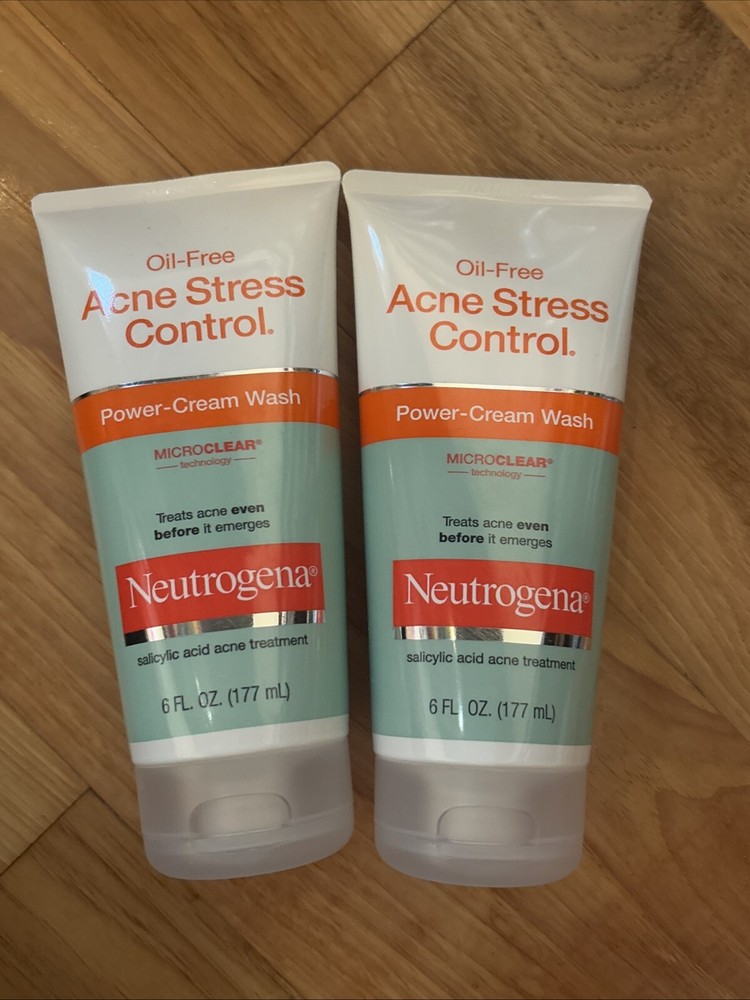 Oil-Free
Acne Stress
Control®
Power-Cream Wash
MICROCLEAR®
technology
Treats acne even
before it emerges
Neutrogena®
salicylic acid acne treatment
6 FL. OZ. (177 mL)
Oil-Free
Acne Stress
Control®
Power-Cream Wash
MICROCLEAR®
technology
Treats acne even
before it emerges
Neutrogena®
salicylic acid acne treatment
6 FL. OZ. (177 mL)